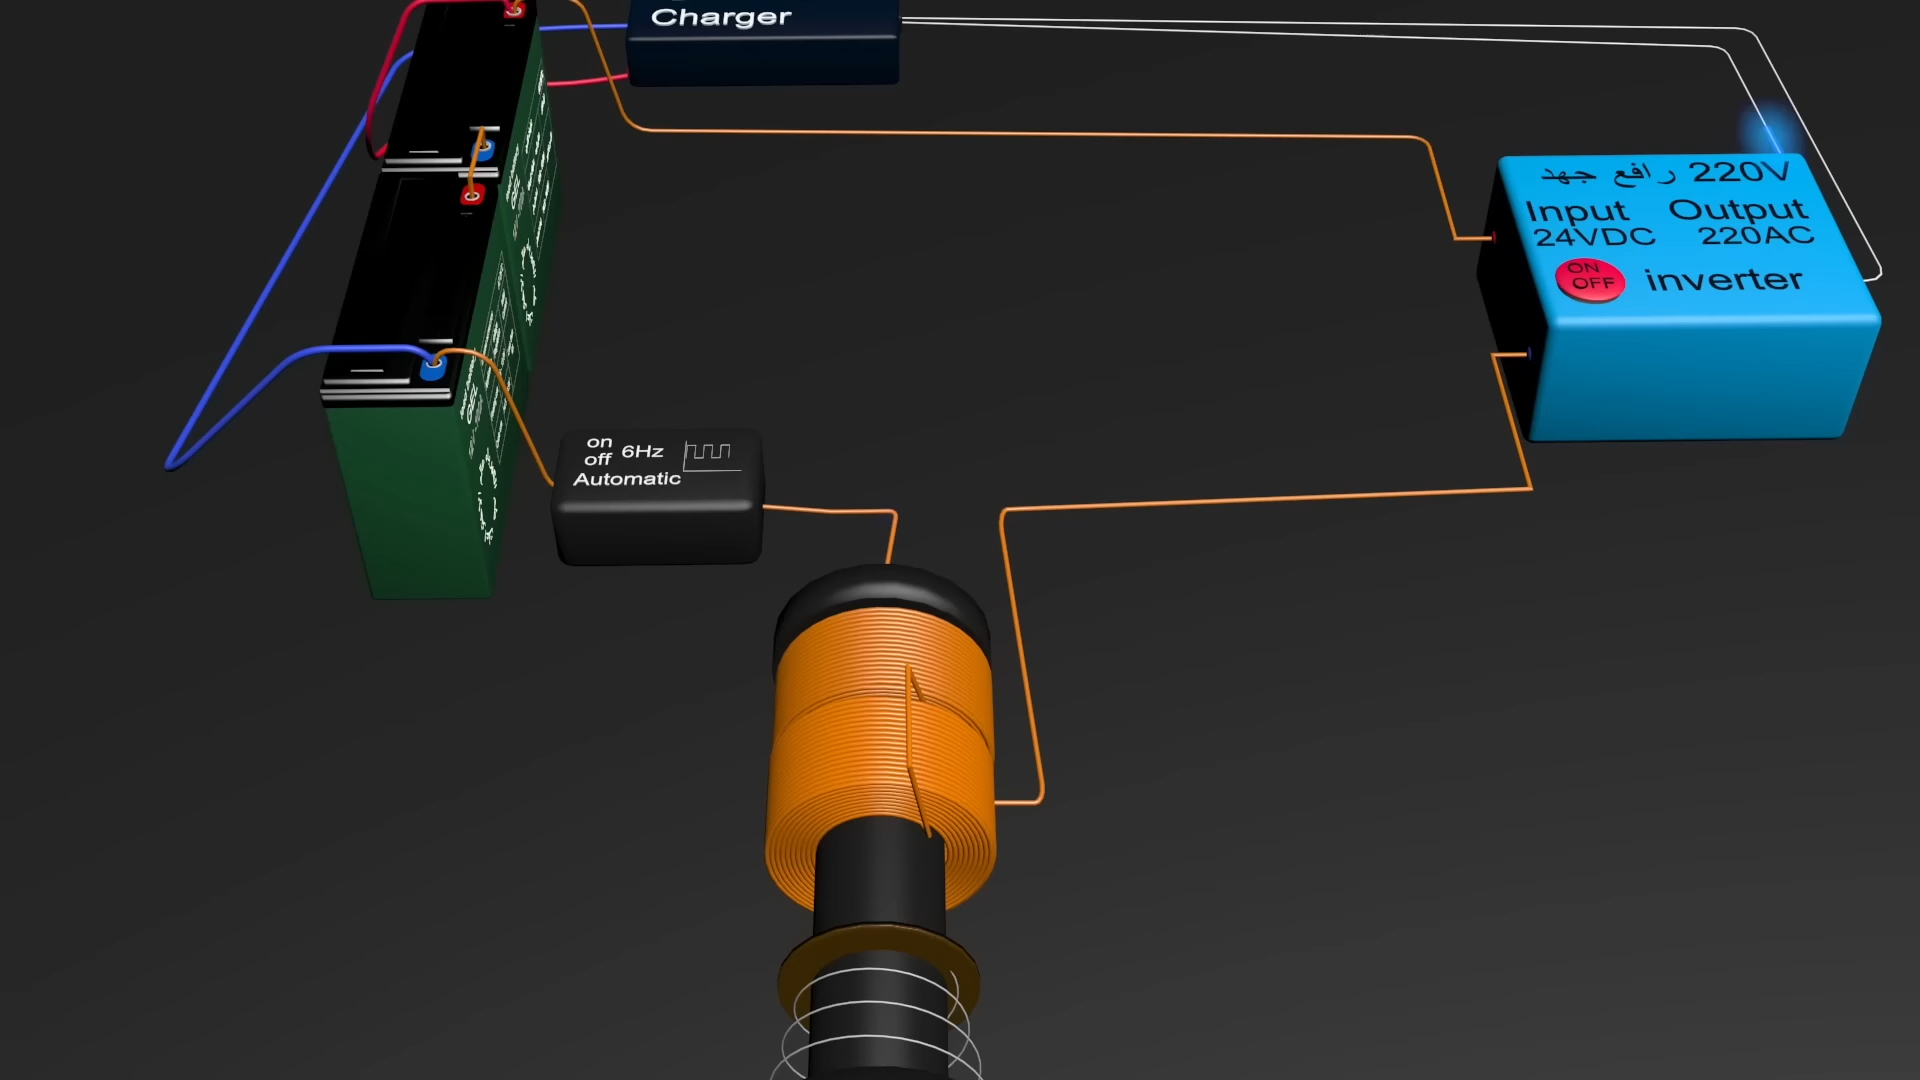 Charger
220V رافع جهد
Input Output
24VDC 220AC
ON
OFF
inverter
on
off
6Hz
Automatic